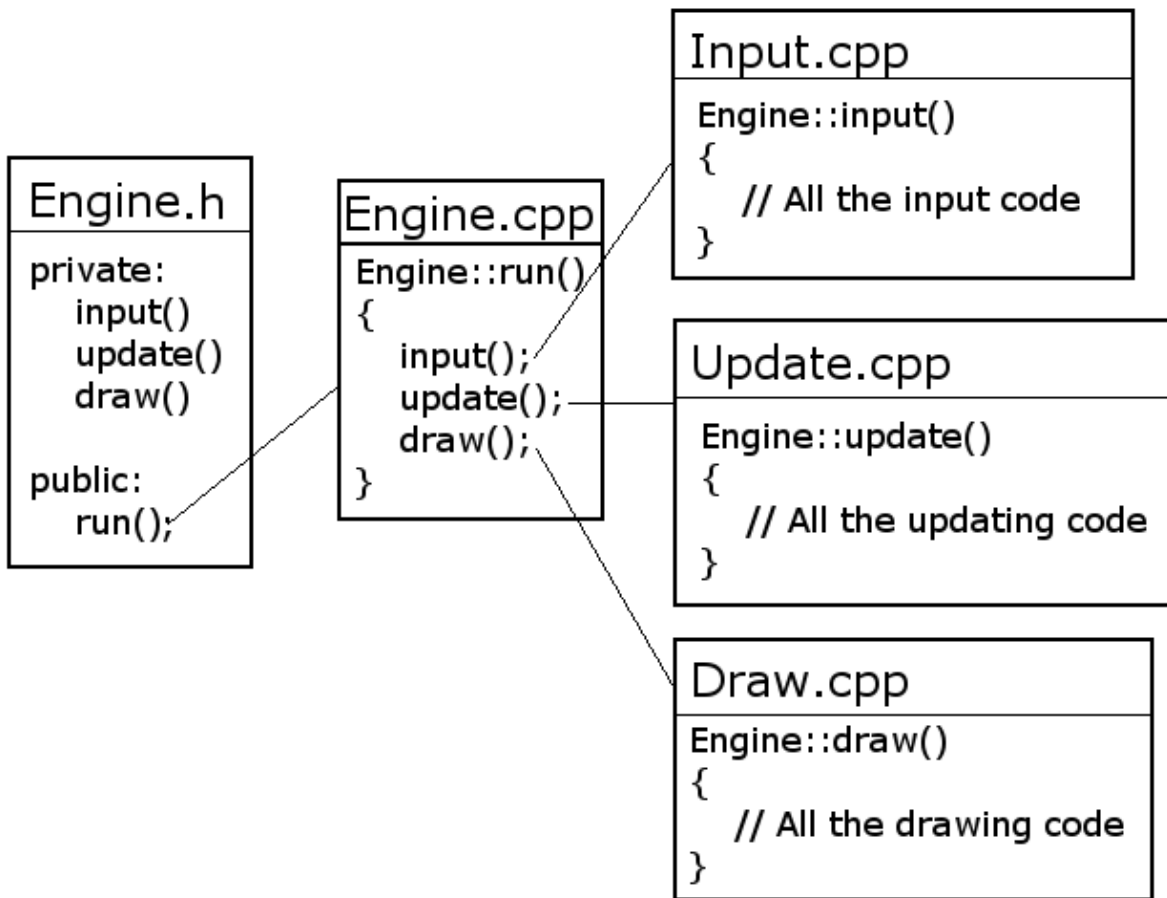 Engine.h
private:
input()
update()
draw()
public:
run();
Engine.cpp
Engine::run()
{
input();
update();
draw();
}
Input.cpp
Engine::input()
{
// All the input code
}
Update.cpp
Engine::update()
{
// All the updating code
}
Draw.cpp
Engine::draw()
{
// All the drawing code
}